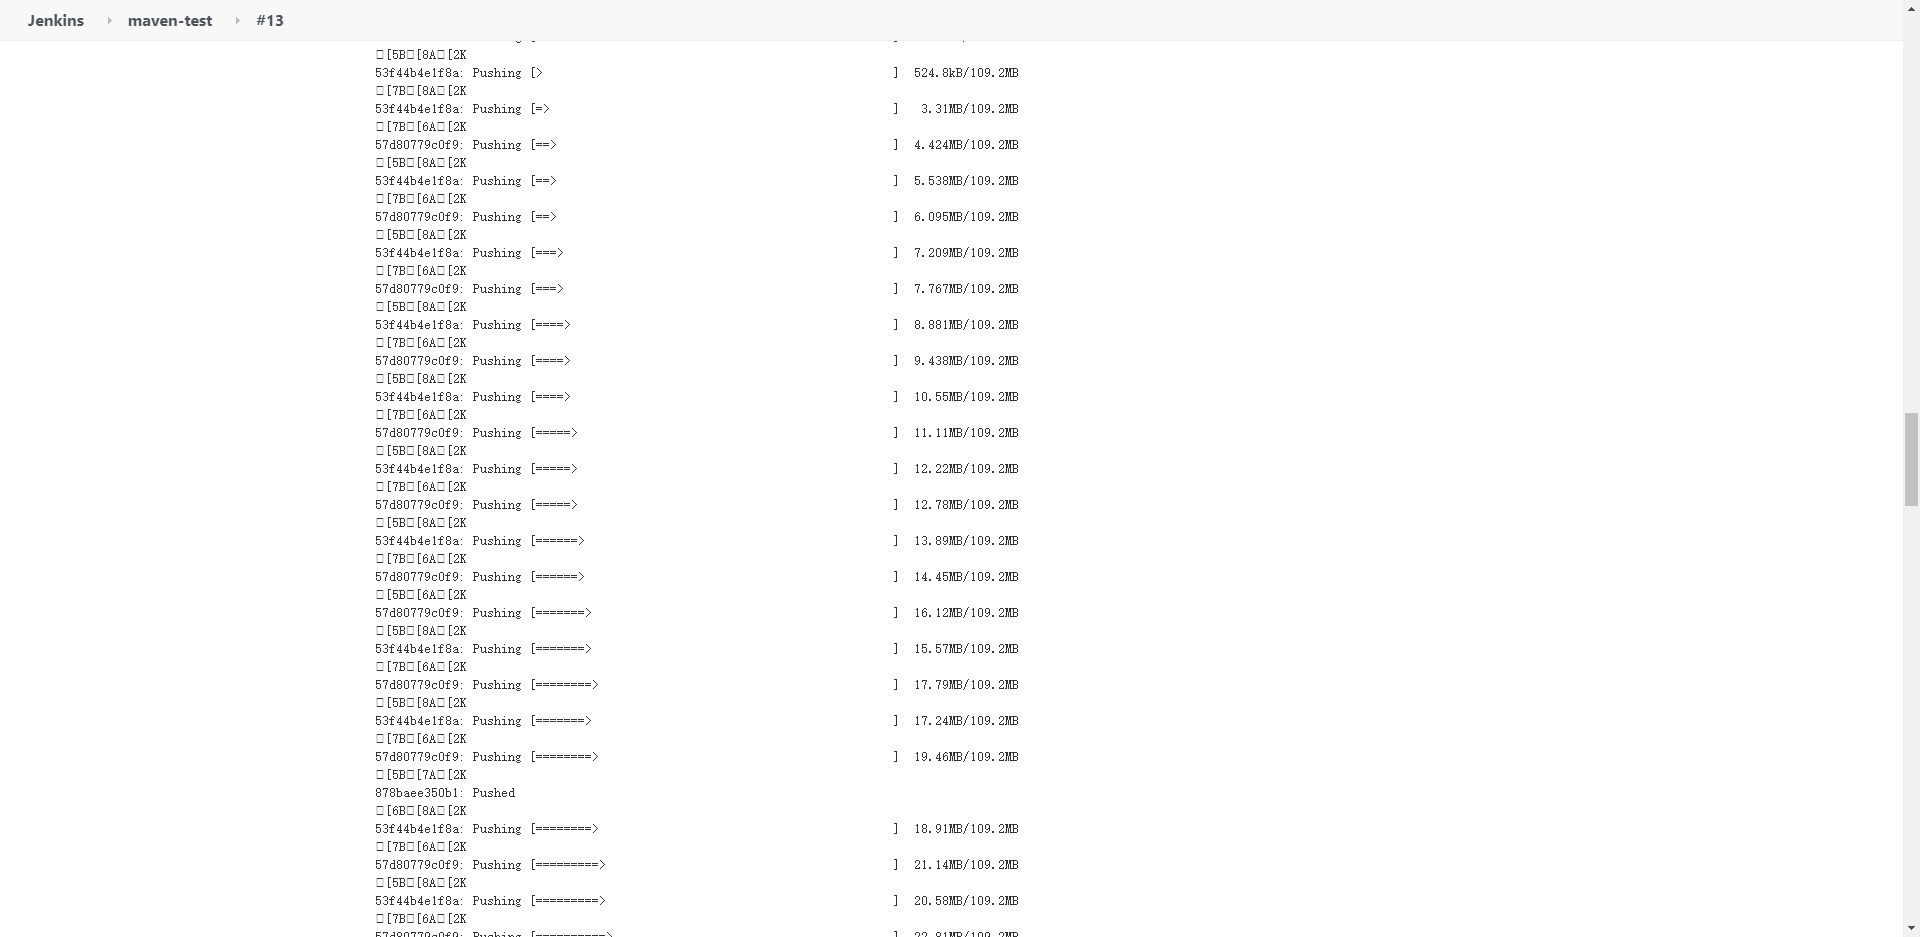 Jenkins maven-test #13
□[5B□[8A□[2K
53f44b4e1f8a: Pushing [> ] 524.8kB/109.2MB
□[7B□[8A□[2K
53f44b4e1f8a: Pushing [=> ] 3.31MB/109.2MB
□[7B□[6A□[2K
57d80779c0f9: Pushing [==> ] 4.424MB/109.2MB
□[5B□[8A□[2K
53f44b4e1f8a: Pushing [==> ] 5.538MB/109.2MB
□[7B□[6A□[2K
57d80779c0f9: Pushing [==> ] 6.095MB/109.2MB
□[5B□[8A□[2K
53f44b4e1f8a: Pushing [===> ] 7.209MB/109.2MB
□[7B□[6A□[2K
57d80779c0f9: Pushing [===> ] 7.767MB/109.2MB
□[5B□[8A□[2K
53f44b4e1f8a: Pushing [====> ] 8.881MB/109.2MB
□[7B□[6A□[2K
57d80779c0f9: Pushing [====> ] 9.438MB/109.2MB
□[5B□[8A□[2K
53f44b4e1f8a: Pushing [====> ] 10.55MB/109.2MB
□[7B□[6A□[2K
57d80779c0f9: Pushing [=====> ] 11.11MB/109.2MB
□[5B□[8A□[2K
53f44b4e1f8a: Pushing [=====> ] 12.22MB/109.2MB
□[7B□[6A□[2K
57d80779c0f9: Pushing [=====> ] 12.78MB/109.2MB
□[5B□[8A□[2K
53f44b4e1f8a: Pushing [======> ] 13.89MB/109.2MB
□[7B□[6A□[2K
57d80779c0f9: Pushing [======> ] 14.45MB/109.2MB
□[5B□[6A□[2K
57d80779c0f9: Pushing [=======> ] 16.12MB/109.2MB
□[5B□[8A□[2K
53f44b4e1f8a: Pushing [=======> ] 15.57MB/109.2MB
□[7B□[6A□[2K
57d80779c0f9: Pushing [========> ] 17.79MB/109.2MB
□[5B□[8A□[2K
53f44b4e1f8a: Pushing [=======> ] 17.24MB/109.2MB
□[7B□[6A□[2K
57d80779c0f9: Pushing [========> ] 19.46MB/109.2MB
□[5B□[7A□[2K
878baee350b1: Pushed
□[6B□[8A□[2K
53f44b4e1f8a: Pushing [========> ] 18.91MB/109.2MB
□[7B□[6A□[2K
57d80779c0f9: Pushing [=========> ] 21.14MB/109.2MB
□[5B□[8A□[2K
53f44b4e1f8a: Pushing [=========> ] 20.58MB/109.2MB
□[7B□[6A□[2K
57d80779c0f9: Pushing [==========> ] 22.81MB/109.2MB